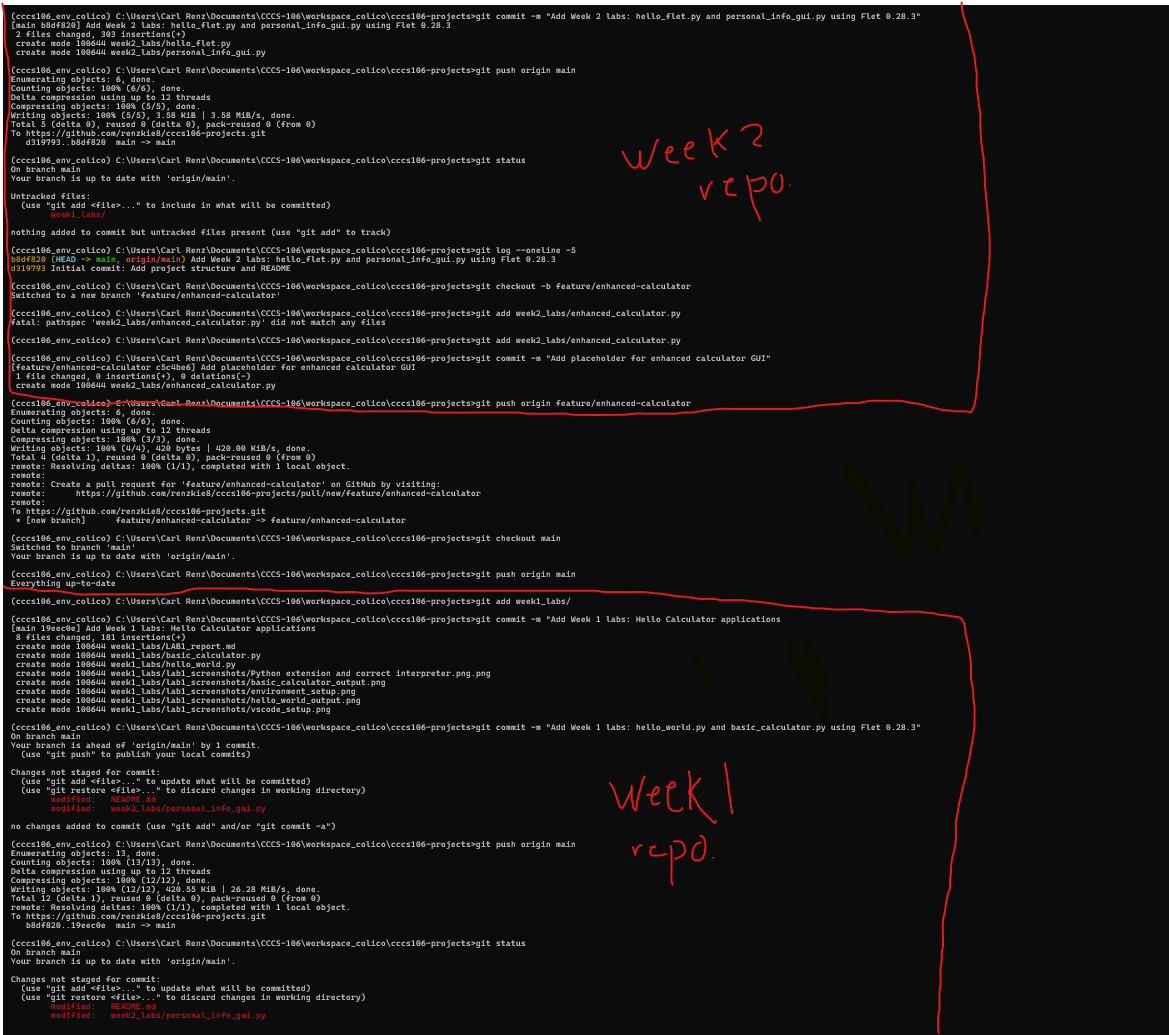 (cccs106_env_colico) C:\Users\Carl Renz\Documents\CCCS-106\workspace_colico\cccs106-projects>git commit -m "Add Week 2 labs: hello_flet.py and personal_info_gui.py using Flet 0.28.3"
[main b8df820] Add Week 2 labs: hello_flet.py and personal_info_gui.py using Flet 0.28.3
 2 files changed, 303 insertions(+)
 create mode 100644 week2_labs/hello_flet.py
 create mode 100644 week2_labs/personal_info_gui.py
(cccs106_env_colico) C:\Users\Carl Renz\Documents\CCCS-106\workspace_colico\cccs106-projects>git push origin main
Enumerating objects: 6, done.
Counting objects: 100% (6/6), done.
Delta compression using up to 12 threads
Compressing objects: 100% (5/5), done.
Writing objects: 100% (5/5), 3.58 KiB | 3.58 MiB/s, done.
Total 5 (delta 0), reused 0 (delta 0), pack-reused 0 (from 0)
To https://github.com/renzkie8/cccs106-projects.git
   d319793..b8df820  main -> main
week 2
repo.
(cccs106_env_colico) C:\Users\Carl Renz\Documents\CCCS-106\workspace_colico\cccs106-projects>git status
On branch main
Your branch is up to date with 'origin/main'.
Untracked files:
  (use "git add <file>..." to include in what will be committed)
        week1_labs/
nothing added to commit but untracked files present (use "git add" to track)
(cccs106_env_colico) C:\Users\Carl Renz\Documents\CCCS-106\workspace_colico\cccs106-projects>git log --oneline -5
b8df820 (HEAD -> main, origin/main) Add Week 2 labs: hello_flet.py and personal_info_gui.py using Flet 0.28.3
d319793 Initial commit: Add project structure and README
(cccs106_env_colico) C:\Users\Carl Renz\Documents\CCCS-106\workspace_colico\cccs106-projects>git checkout -b feature/enhanced-calculator
Switched to a new branch 'feature/enhanced-calculator'
(cccs106_env_colico) C:\Users\Carl Renz\Documents\CCCS-106\workspace_colico\cccs106-projects>git add week2_labs/enhanced_calculator.py
fatal: pathspec 'week2_labs/enhanced_calculator.py' did not match any files
(cccs106_env_colico) C:\Users\Carl Renz\Documents\CCCS-106\workspace_colico\cccs106-projects>git add week2_labs/enhanced_calculator.py
(cccs106_env_colico) C:\Users\Carl Renz\Documents\CCCS-106\workspace_colico\cccs106-projects>git commit -m "Add placeholder for enhanced calculator GUI"
[feature/enhanced-calculator c5c4be6] Add placeholder for enhanced calculator GUI
 1 file changed, 0 insertions(+), 0 deletions(-)
 create mode 100644 week2_labs/enhanced_calculator.py
(cccs106_env_colico) C:\Users\Carl Renz\Documents\CCCS-106\workspace_colico\cccs106-projects>git push origin feature/enhanced-calculator
Enumerating objects: 6, done.
Counting objects: 100% (6/6), done.
Delta compression using up to 12 threads
Compressing objects: 100% (3/3), done.
Writing objects: 100% (4/4), 420 bytes | 420.00 KiB/s, done.
Total 4 (delta 1), reused 0 (delta 0), pack-reused 0 (from 0)
remote: Resolving deltas: 100% (1/1), completed with 1 local object.
remote:
remote: Create a pull request for 'feature/enhanced-calculator' on GitHub by visiting:
remote:      https://github.com/renzkie8/cccs106-projects/pull/new/feature/enhanced-calculator
remote:
To https://github.com/renzkie8/cccs106-projects.git
 * [new branch]      feature/enhanced-calculator -> feature/enhanced-calculator
(cccs106_env_colico) C:\Users\Carl Renz\Documents\CCCS-106\workspace_colico\cccs106-projects>git checkout main
Switched to branch 'main'
Your branch is up to date with 'origin/main'.
(cccs106_env_colico) C:\Users\Carl Renz\Documents\CCCS-106\workspace_colico\cccs106-projects>git push origin main
Everything up-to-date
(cccs106_env_colico) C:\Users\Carl Renz\Documents\CCCS-106\workspace_colico\cccs106-projects>git add week1_labs/
(cccs106_env_colico) C:\Users\Carl Renz\Documents\CCCS-106\workspace_colico\cccs106-projects>git commit -m "Add Week 1 labs: Hello Calculator applications
[main 19eec0e] Add Week 1 labs: Hello Calculator applications
 8 files changed, 181 insertions(+)
 create mode 100644 week1_labs/LAB1_report.md
 create mode 100644 week1_labs/basic_calculator.py
 create mode 100644 week1_labs/hello_world.py
 create mode 100644 week1_labs/lab1_screenshots/Python extension and correct interpreter.png.png
 create mode 100644 week1_labs/lab1_screenshots/basic_calculator_output.png
 create mode 100644 week1_labs/lab1_screenshots/environment_setup.png
 create mode 100644 week1_labs/lab1_screenshots/hello_world_output.png
 create mode 100644 week1_labs/lab1_screenshots/vscode_setup.png
(cccs106_env_colico) C:\Users\Carl Renz\Documents\CCCS-106\workspace_colico\cccs106-projects>git commit -m "Add Week 1 labs: hello_world.py and basic_calculator.py using Flet 0.28.3"
On branch main
Your branch is ahead of 'origin/main' by 1 commit.
  (use "git push" to publish your local commits)
Changes not staged for commit:
  (use "git add <file>..." to update what will be committed)
  (use "git restore <file>..." to discard changes in working directory)
        modified:   README.md
        modified:   week2_labs/personal_info_gui.py
week 1
repo.
no changes added to commit (use "git add" and/or "git commit -a")
(cccs106_env_colico) C:\Users\Carl Renz\Documents\CCCS-106\workspace_colico\cccs106-projects>git push origin main
Enumerating objects: 13, done.
Counting objects: 100% (13/13), done.
Delta compression using up to 12 threads
Compressing objects: 100% (12/12), done.
Writing objects: 100% (12/12), 420.55 KiB | 26.28 MiB/s, done.
Total 12 (delta 1), reused 0 (delta 0), pack-reused 0 (from 0)
remote: Resolving deltas: 100% (1/1), completed with 1 local object.
To https://github.com/renzkie8/cccs106-projects.git
   b8df820..19eec0e  main -> main
(cccs106_env_colico) C:\Users\Carl Renz\Documents\CCCS-106\workspace_colico\cccs106-projects>git status
On branch main
Your branch is up to date with 'origin/main'.
Changes not staged for commit:
  (use "git add <file>..." to update what will be committed)
  (use "git restore <file>..." to discard changes in working directory)
        modified:   README.md
        modified:   week2_labs/personal_info_gui.py